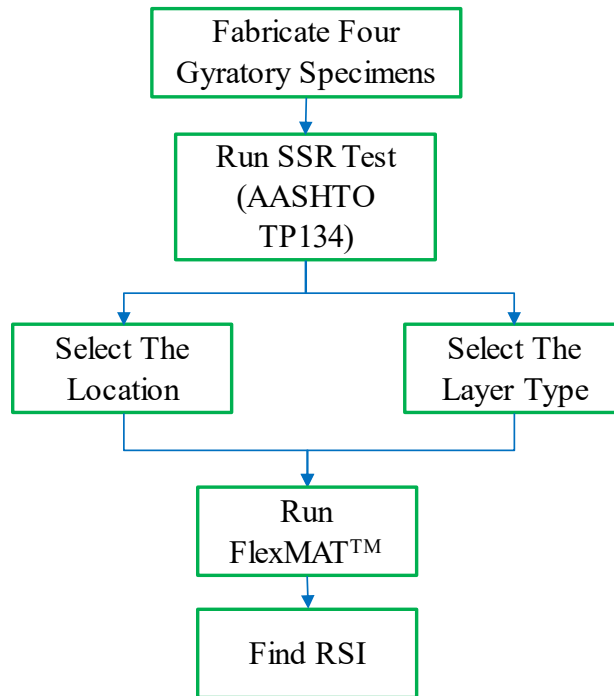 Fabricate Four
Gyratory Specimens
Run SSR Test
(AASHTO
TP134)
Select The
Location
Select The
Layer Type
Run
FlexMAT™
Find RSI